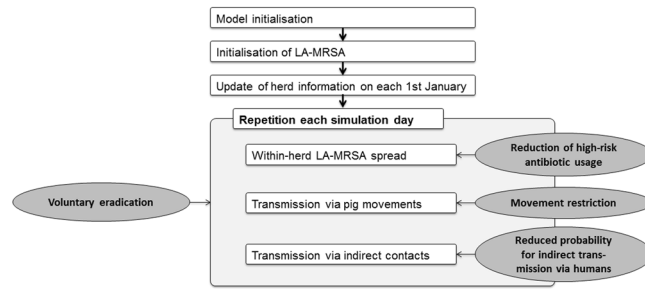 Model initialisation
Initialisation of LA-MRSA
Update of herd information on each 1st January
Repetition each simulation day
Within-herd LA-MRSA spread
Reduction of high-risk
antibiotic usage
Voluntary eradication
Transmission via pig movements
Movement restriction
Transmission via indirect contacts
Reduced probability
for indirect trans-
mission via humans